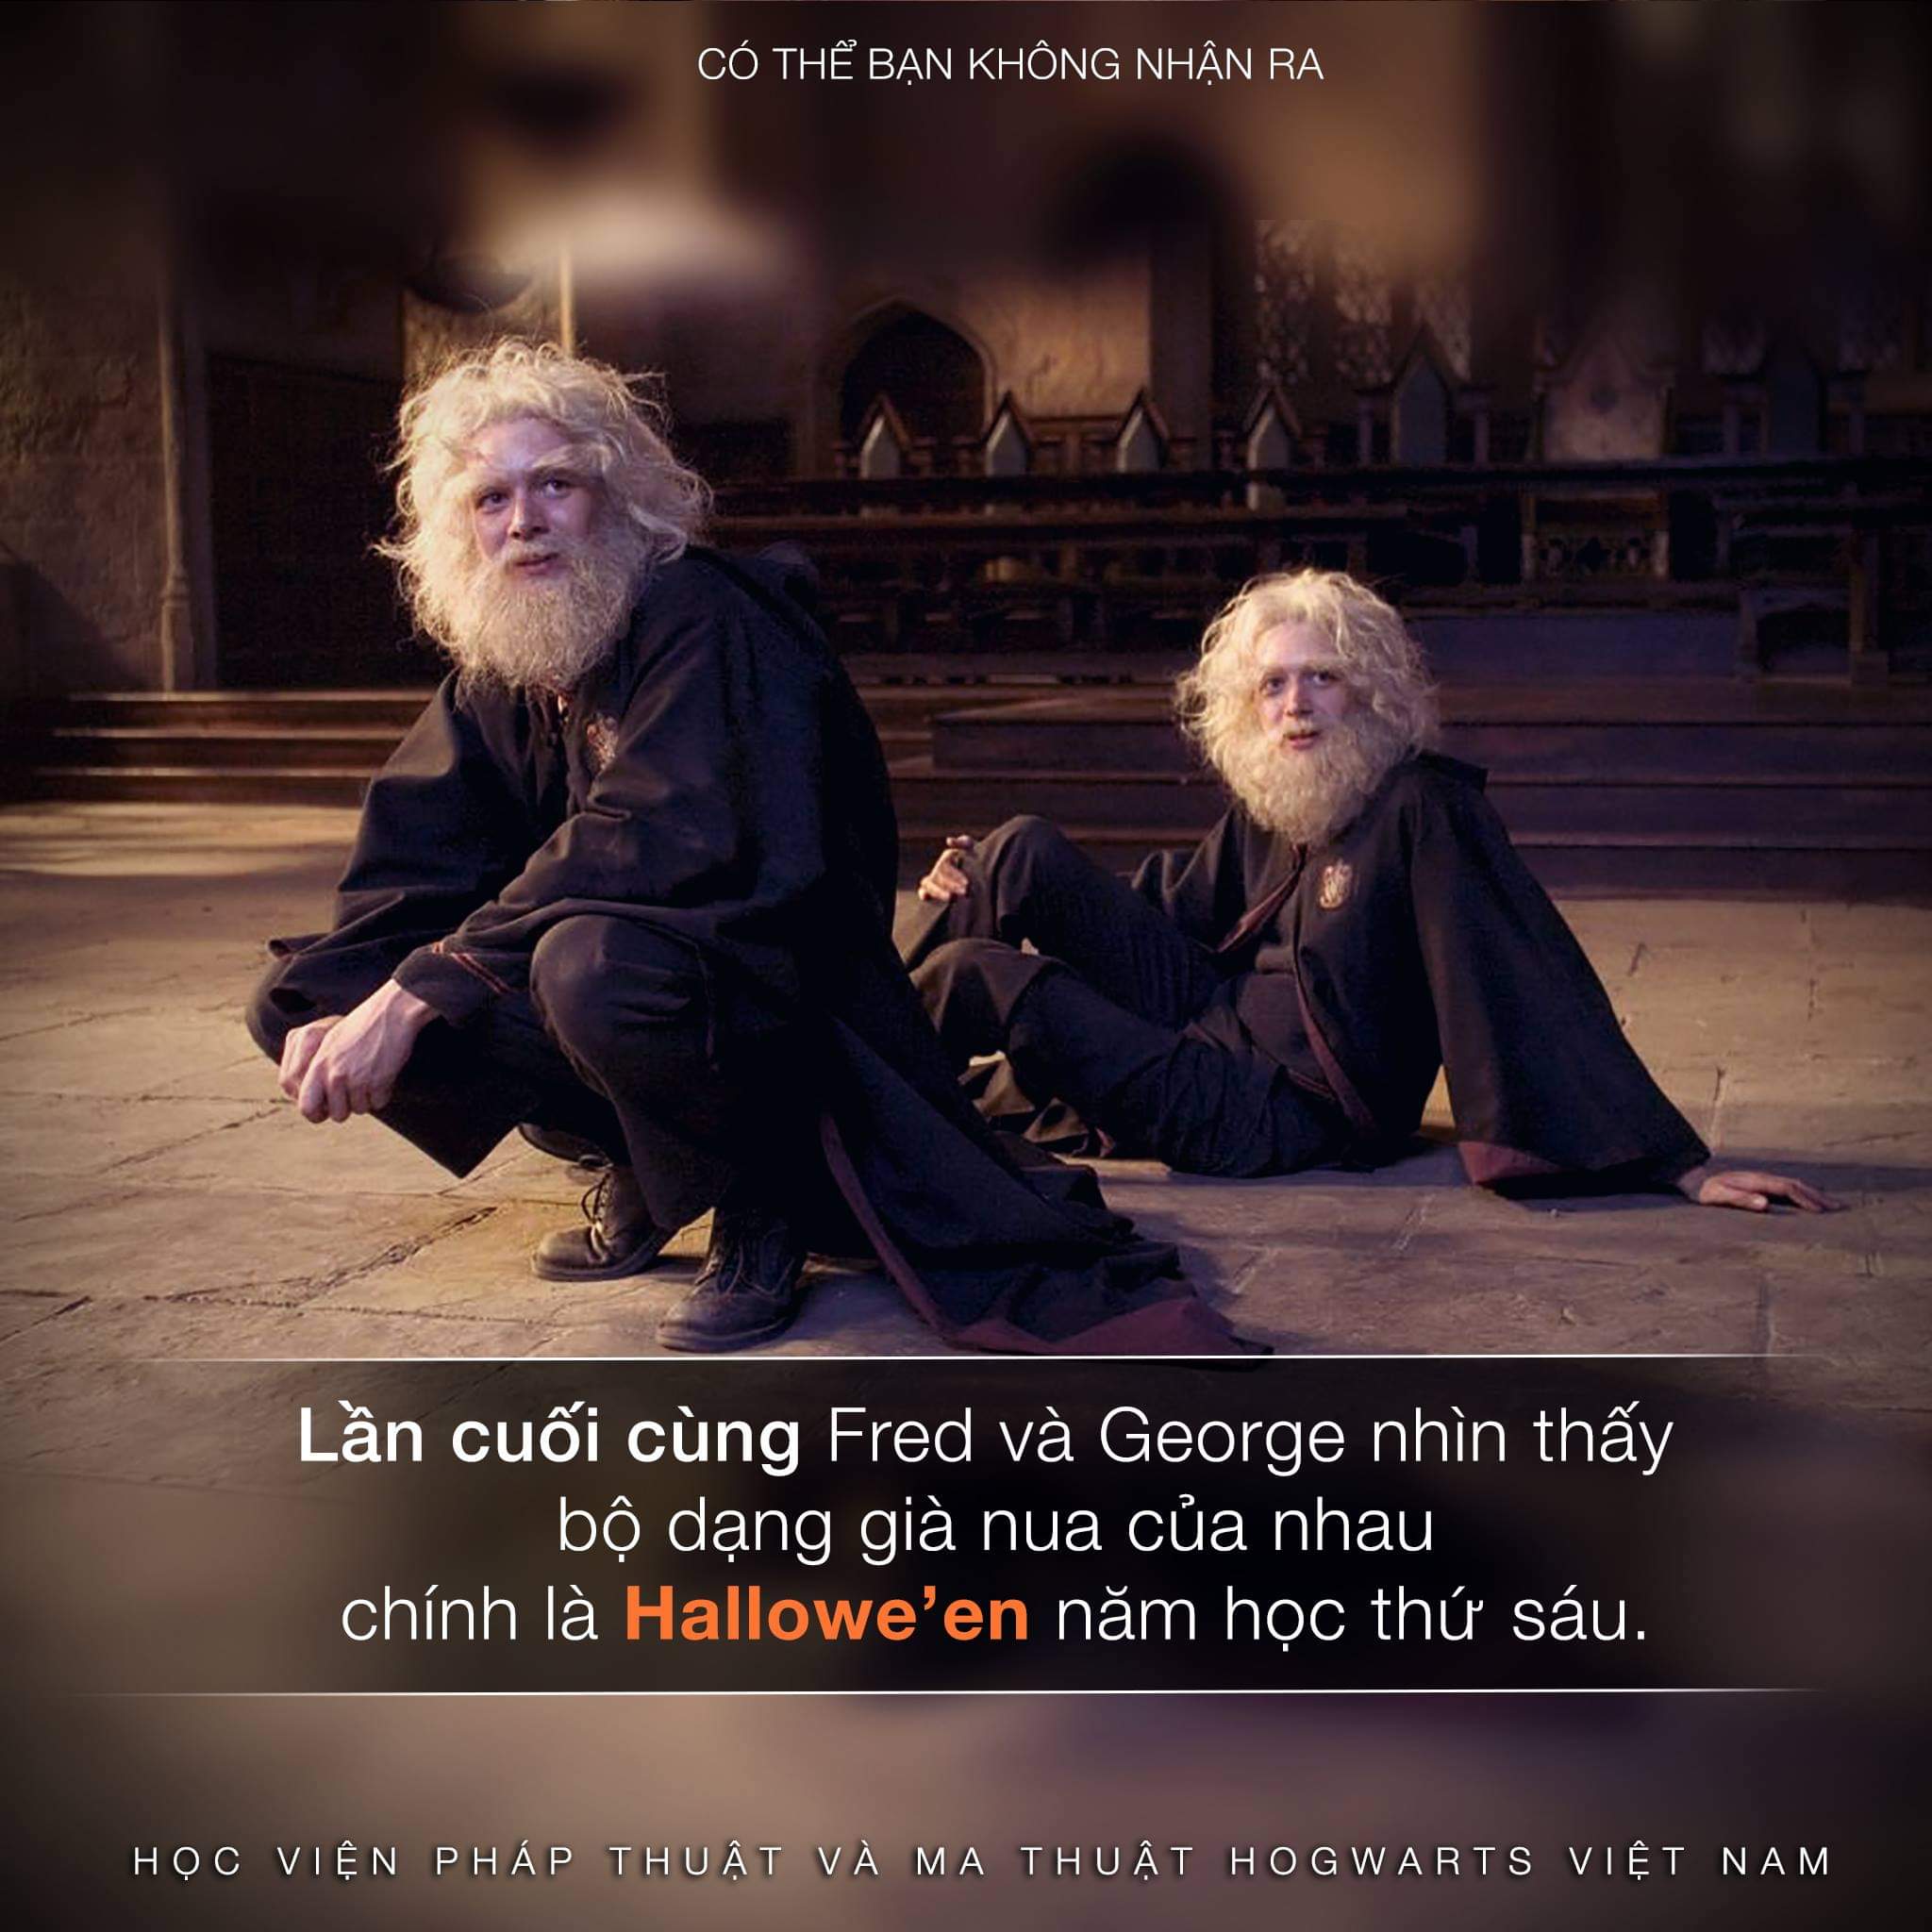 CÓ THỂ BẠN KHÔNG NHẬN RA
Lần cuối cùng Fred và George nhìn thấy
bộ dạng già nua của nhau
chính là Hallowe’en năm học thứ sáu.
HỌC VIỆN PHÁP THUẬT VÀ MA THUẬT HOGWARTS VIỆT NAM